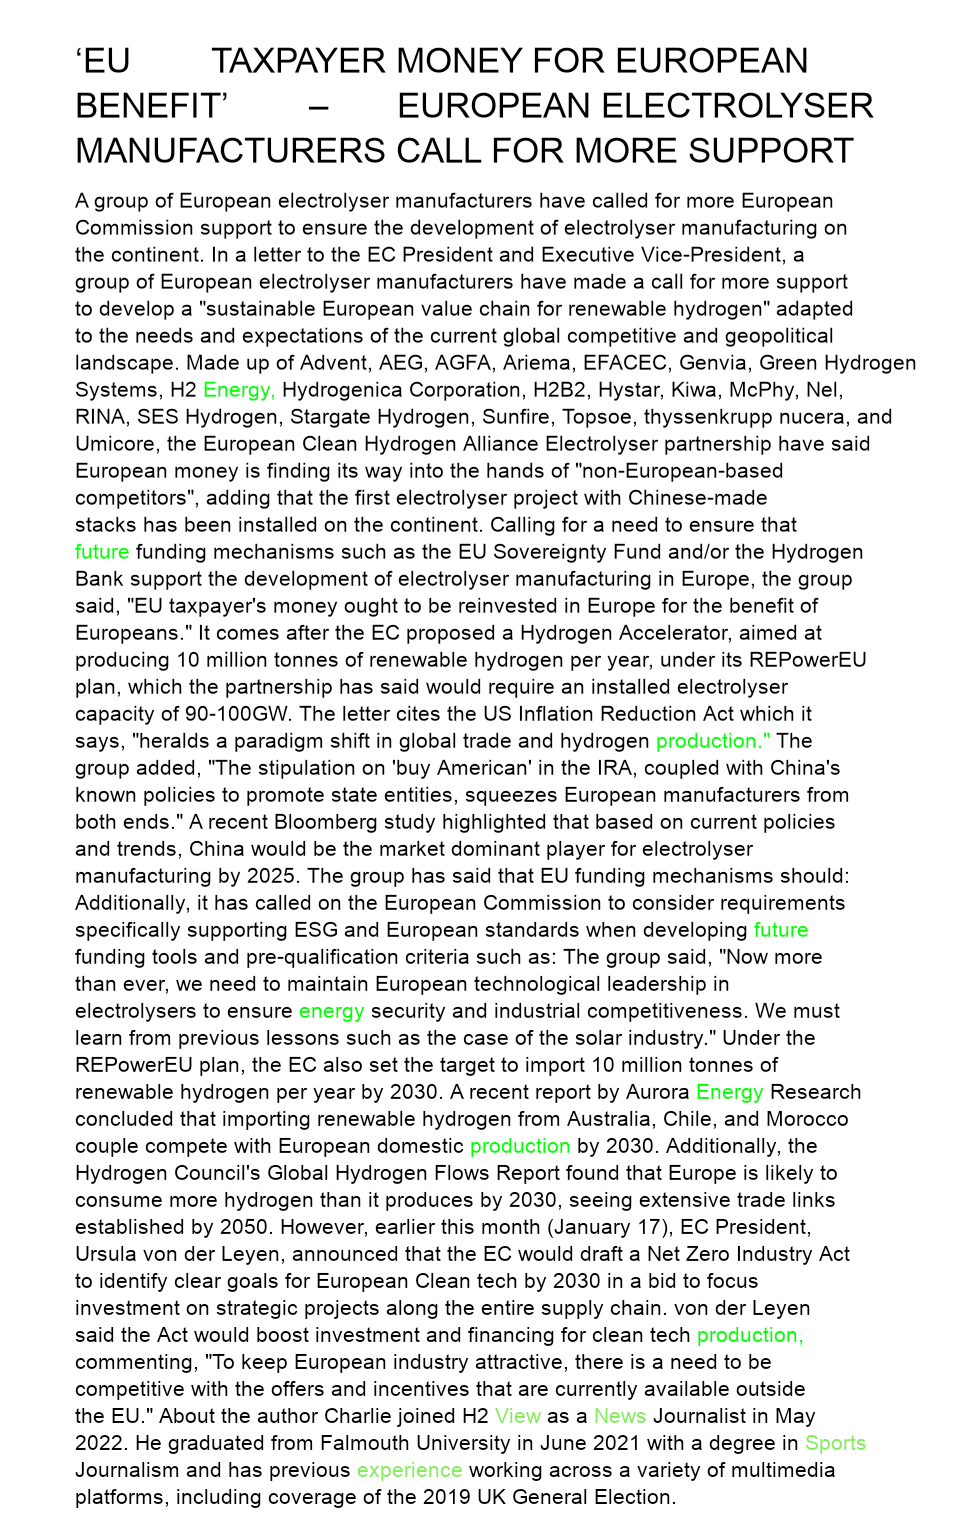 ‘EU TAXPAYER MONEY FOR EUROPEAN
BENEFIT’ – EUROPEAN ELECTROLYSER
MANUFACTURERS CALL FOR MORE SUPPORT
A group of European electrolyser manufacturers have called for more European
Commission support to ensure the development of electrolyser manufacturing on
the continent. In a letter to the EC President and Executive Vice-President, a
group of European electrolyser manufacturers have made a call for more support
to develop a "sustainable European value chain for renewable hydrogen" adapted
to the needs and expectations of the current global competitive and geopolitical
landscape. Made up of Advent, AEG, AGFA, Ariema, EFACEC, Genvia, Green Hydrogen
Systems, H2 Energy, Hydrogenica Corporation, H2B2, Hystar, Kiwa, McPhy, Nel,
RINA, SES Hydrogen, Stargate Hydrogen, Sunfire, Topsoe, thyssenkrupp nucera, and
Umicore, the European Clean Hydrogen Alliance Electrolyser partnership have said
European money is finding its way into the hands of "non-European-based
competitors", adding that the first electrolyser project with Chinese-made
stacks has been installed on the continent. Calling for a need to ensure that
future funding mechanisms such as the EU Sovereignty Fund and/or the Hydrogen
Bank support the development of electrolyser manufacturing in Europe, the group
said, "EU taxpayer's money ought to be reinvested in Europe for the benefit of
Europeans." It comes after the EC proposed a Hydrogen Accelerator, aimed at
producing 10 million tonnes of renewable hydrogen per year, under its REPowerEU
plan, which the partnership has said would require an installed electrolyser
capacity of 90-100GW. The letter cites the US Inflation Reduction Act which it
says, "heralds a paradigm shift in global trade and hydrogen production." The
group added, "The stipulation on 'buy American' in the IRA, coupled with China's
known policies to promote state entities, squeezes European manufacturers from
both ends." A recent Bloomberg study highlighted that based on current policies
and trends, China would be the market dominant player for electrolyser
manufacturing by 2025. The group has said that EU funding mechanisms should:
Additionally, it has called on the European Commission to consider requirements
specifically supporting ESG and European standards when developing future
funding tools and pre-qualification criteria such as: The group said, "Now more
than ever, we need to maintain European technological leadership in
electrolysers to ensure energy security and industrial competitiveness. We must
learn from previous lessons such as the case of the solar industry." Under the
REPowerEU plan, the EC also set the target to import 10 million tonnes of
renewable hydrogen per year by 2030. A recent report by Aurora Energy Research
concluded that importing renewable hydrogen from Australia, Chile, and Morocco
couple compete with European domestic production by 2030. Additionally, the
Hydrogen Council's Global Hydrogen Flows Report found that Europe is likely to
consume more hydrogen than it produces by 2030, seeing extensive trade links
established by 2050. However, earlier this month (January 17), EC President,
Ursula von der Leyen, announced that the EC would draft a Net Zero Industry Act
to identify clear goals for European Clean tech by 2030 in a bid to focus
investment on strategic projects along the entire supply chain. von der Leyen
said the Act would boost investment and financing for clean tech production,
commenting, "To keep European industry attractive, there is a need to be
competitive with the offers and incentives that are currently available outside
the EU." About the author Charlie joined H2 View as a News Journalist in May
2022. He graduated from Falmouth University in June 2021 with a degree in Sports
Journalism and has previous experience working across a variety of multimedia
platforms, including coverage of the 2019 UK General Election.